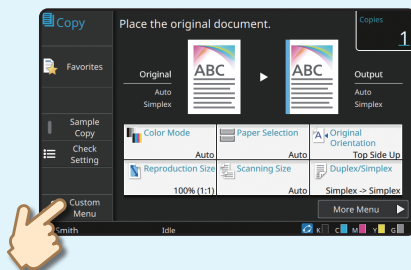 Copy
Place the original document.
Copies
1
Favorites
Original
Auto
Simplex
ABC
ABC
Output
Auto
Simplex
Sample
Copy
Check
Setting
Custom
Menu
Color Mode
Auto
Paper Selection
Auto
Original
Orientation
Top Side Up
Reproduction Size
100% (1:1)
Scanning Size
Auto
Duplex/Simplex
Simplex -> Simplex
More Menu
Smith
Idle
K C M Y G